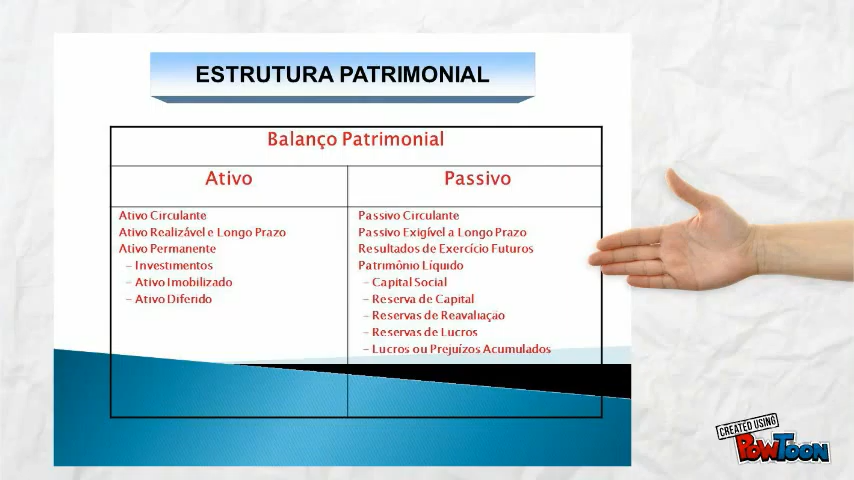 ESTRUTURA PATRIMONIAL
Balanço Patrimonial
Ativo
Passivo
Ativo Circulante
Ativo Realizável e Longo Prazo
Ativo Permanente
– Investimentos
– Ativo Imobilizado
– Ativo Diferido
Passivo Circulante
Passivo Exigível a Longo Prazo
Resultados de Exercício Futuros
Patrimônio Líquido
– Capital Social
– Reserva de Capital
– Reservas de Reavaliação
– Reservas de Lucros
– Lucros ou Prejuízos Acumulados
CREATED USING
POWTOON